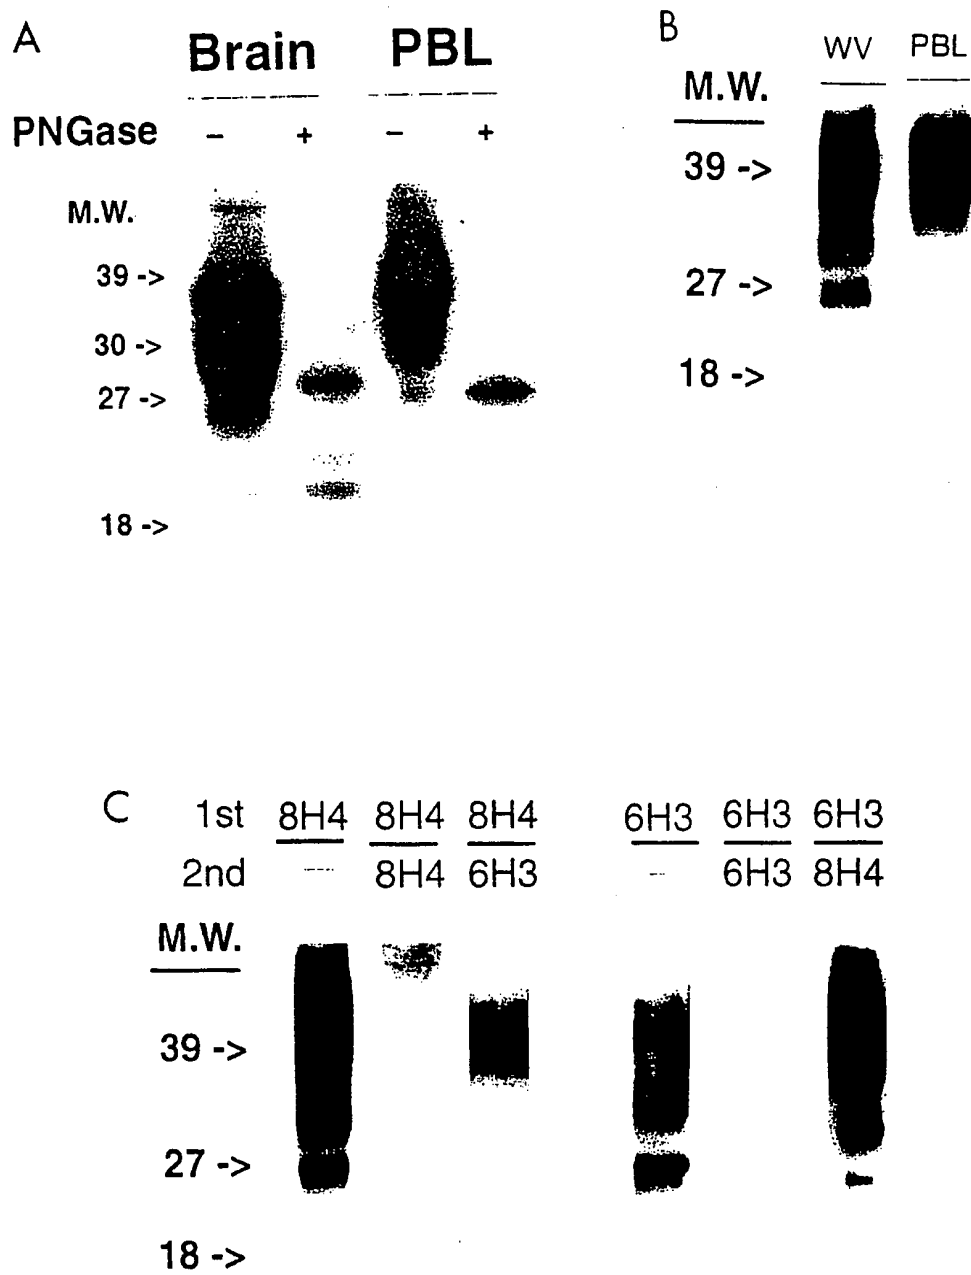 A
Brain PBL
PNGase - + - +
M.W.
39 ->
30 ->
27 ->
18 ->
B
WV PBL
M.W.
39 ->
27 ->
18 ->
C
1st 8H4 8H4 8H4 6H3 6H3 6H3
2nd --- 8H4 6H3 -- 6H3 8H4
M.W.
39 ->
27 ->
18 ->